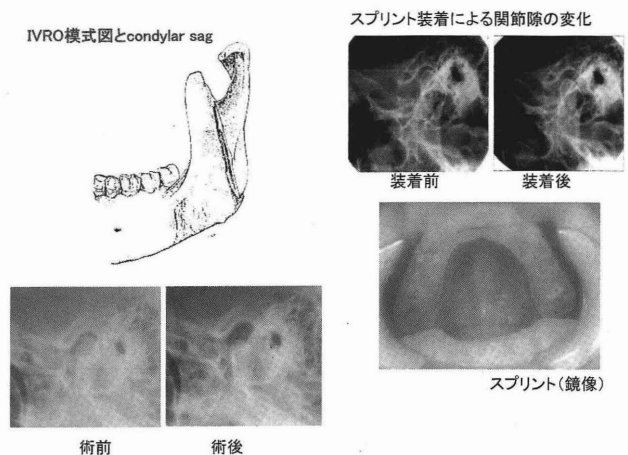 IVRO模式図とcondylar sag
術前
術後
スプリント装着による関節隙の変化
装着前
装着後
スプリント(鏡像)